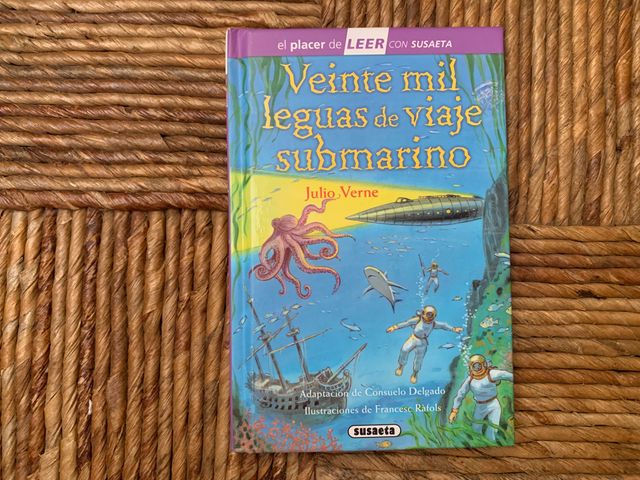 el placer de LEER CON SUSAETA
Veinte mil
leguas de viaje
submarino
Julio Verne
Adaptación de Consuelo Delgado
Ilustraciones de Francesc Ràfols
susaeta